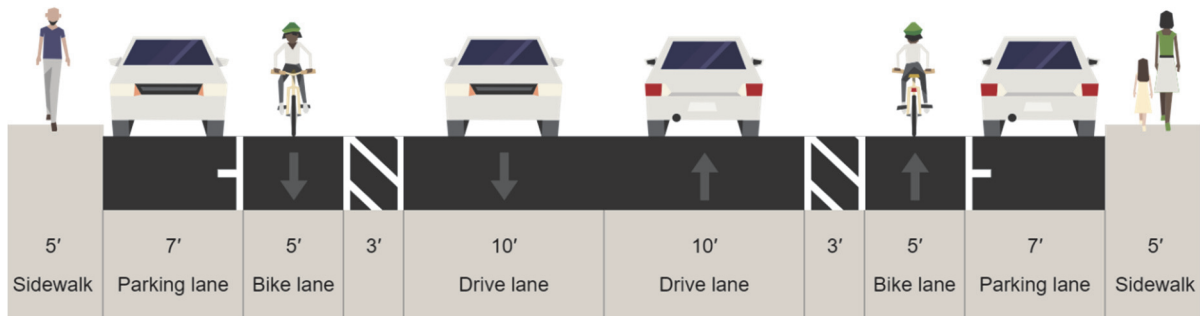 5′ 7′ 5′ 3′ 10′ 10′ 3′ 5′ 7′ 5′
Sidewalk Parking lane Bike lane Drive lane Drive lane Bike lane Parking lane Sidewalk